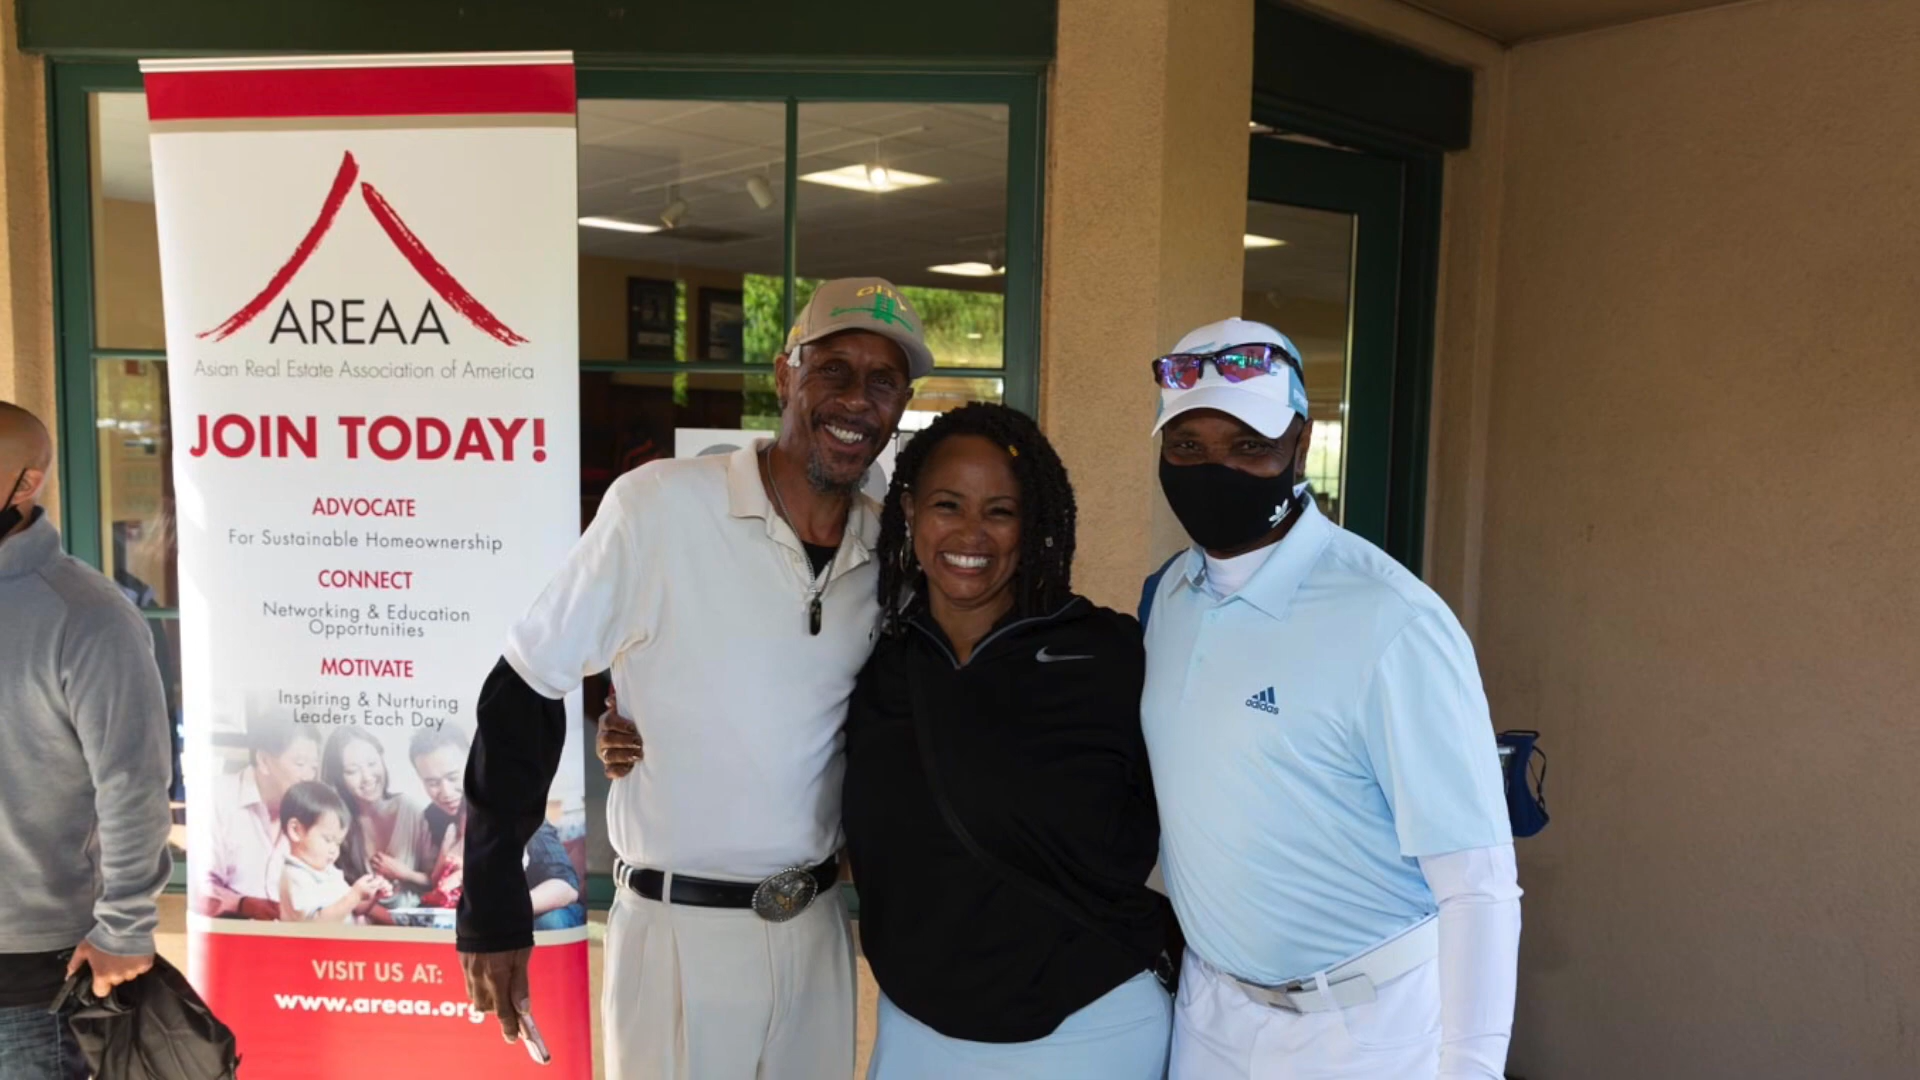 AREAA
Asian Real Estate Association of America
JOIN TODAY!
ADVOCATE
For Sustainable Homeownership
CONNECT
Networking & Education
Opportunities
MOTIVATE
Inspiring & Nurturing
Leaders Each Day
VISIT US AT:
www.areaa.org
CITY
adidas